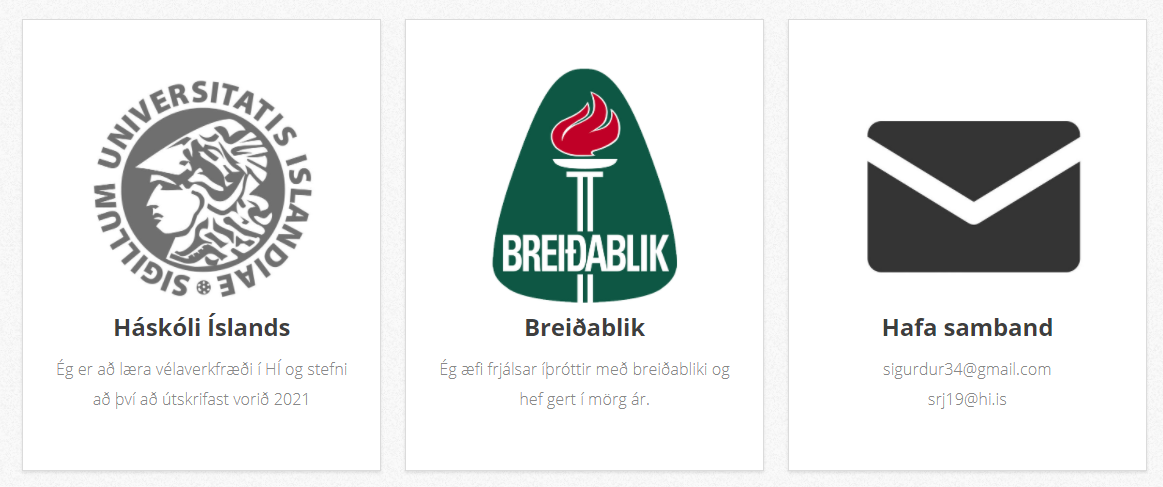 SIGILLUM UNIVERSITATIS ISLANDIAE
Háskóli Íslands
Ég er að læra vélaverkfræði í HÍ og stefni
að því að útskrifast vorið 2021
BREIÐABLIK
Breiðablik
Ég æfi frjálsar íþróttir með breiðabliki og
hef gert í mörg ár.
Hafa samband
sigurdur34@gmail.com
srj19@hi.is